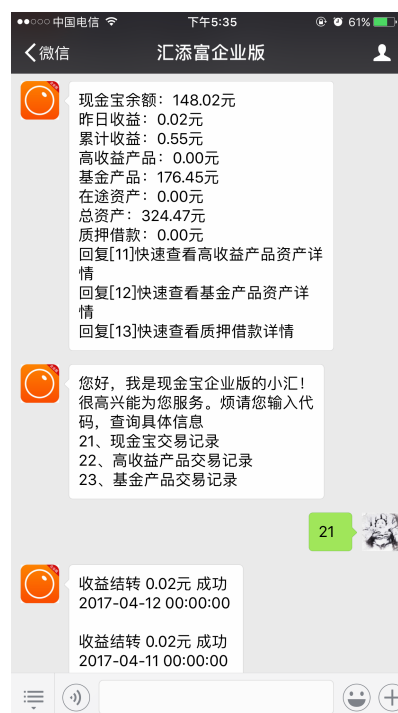 中国电信 下午5:35 61%
微信 汇添富企业版
现金宝余额：148.02元
昨日收益：0.02元
累计收益：0.55元
高收益产品：0.00元
基金产品：176.45元
在途资产：0.00元
总资产：324.47元
质押借款：0.00元
回复[11]快速查看高收益产品资产详
情
回复[12]快速查看基金产品资产详
情
回复[13]快速查看质押借款详情
您好，我是现金宝企业版的小汇！
很高兴能为您服务。烦请您输入代
码，查询具体信息
21、现金宝交易记录
22、高收益产品交易记录
23、基金产品交易记录
21
收益结转 0.02元 成功
2017-04-12 00:00:00
收益结转 0.02元 成功
2017-04-11 00:00:00